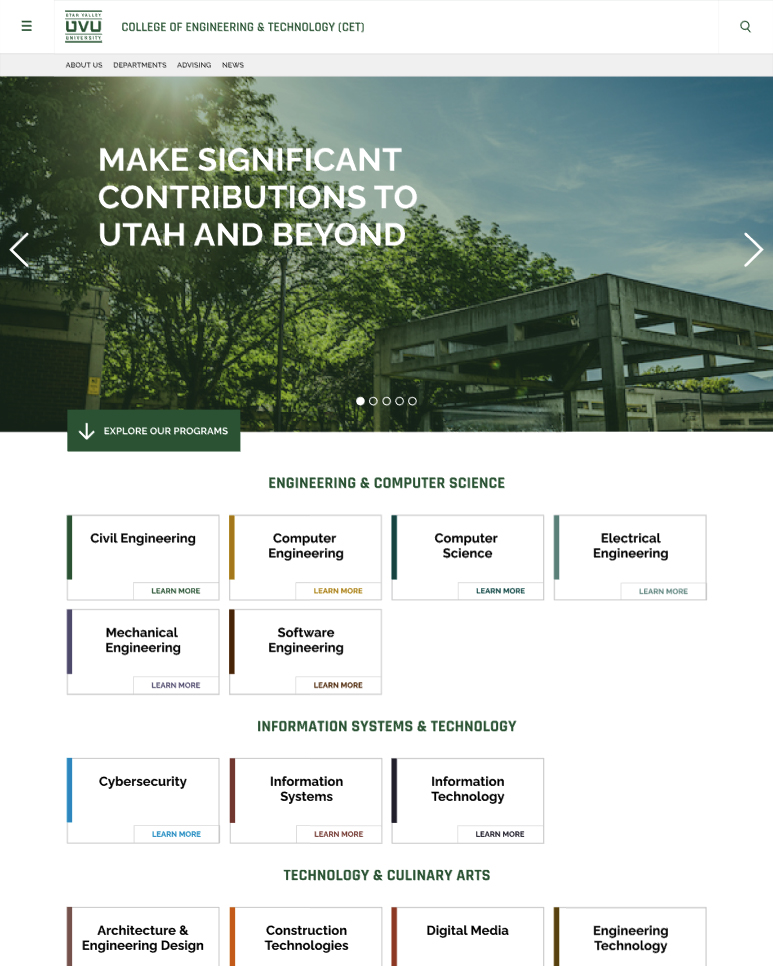 UTAH VALLEY
UVU
UNIVERSITY
COLLEGE OF ENGINEERING & TECHNOLOGY (CET)
ABOUT US DEPARTMENTS ADVISING NEWS
MAKE SIGNIFICANT
CONTRIBUTIONS TO
UTAH AND BEYOND
EXPLORE OUR PROGRAMS
ENGINEERING & COMPUTER SCIENCE
Civil Engineering
LEARN MORE
Computer
Engineering
LEARN MORE
Computer
Science
LEARN MORE
Electrical
Engineering
LEARN MORE
Mechanical
Engineering
LEARN MORE
Software
Engineering
LEARN MORE
INFORMATION SYSTEMS & TECHNOLOGY
Cybersecurity
LEARN MORE
Information
Systems
LEARN MORE
Information
Technology
LEARN MORE
TECHNOLOGY & CULINARY ARTS
Architecture &
Engineering Design
Construction
Technologies
Digital Media
Engineering
Technology